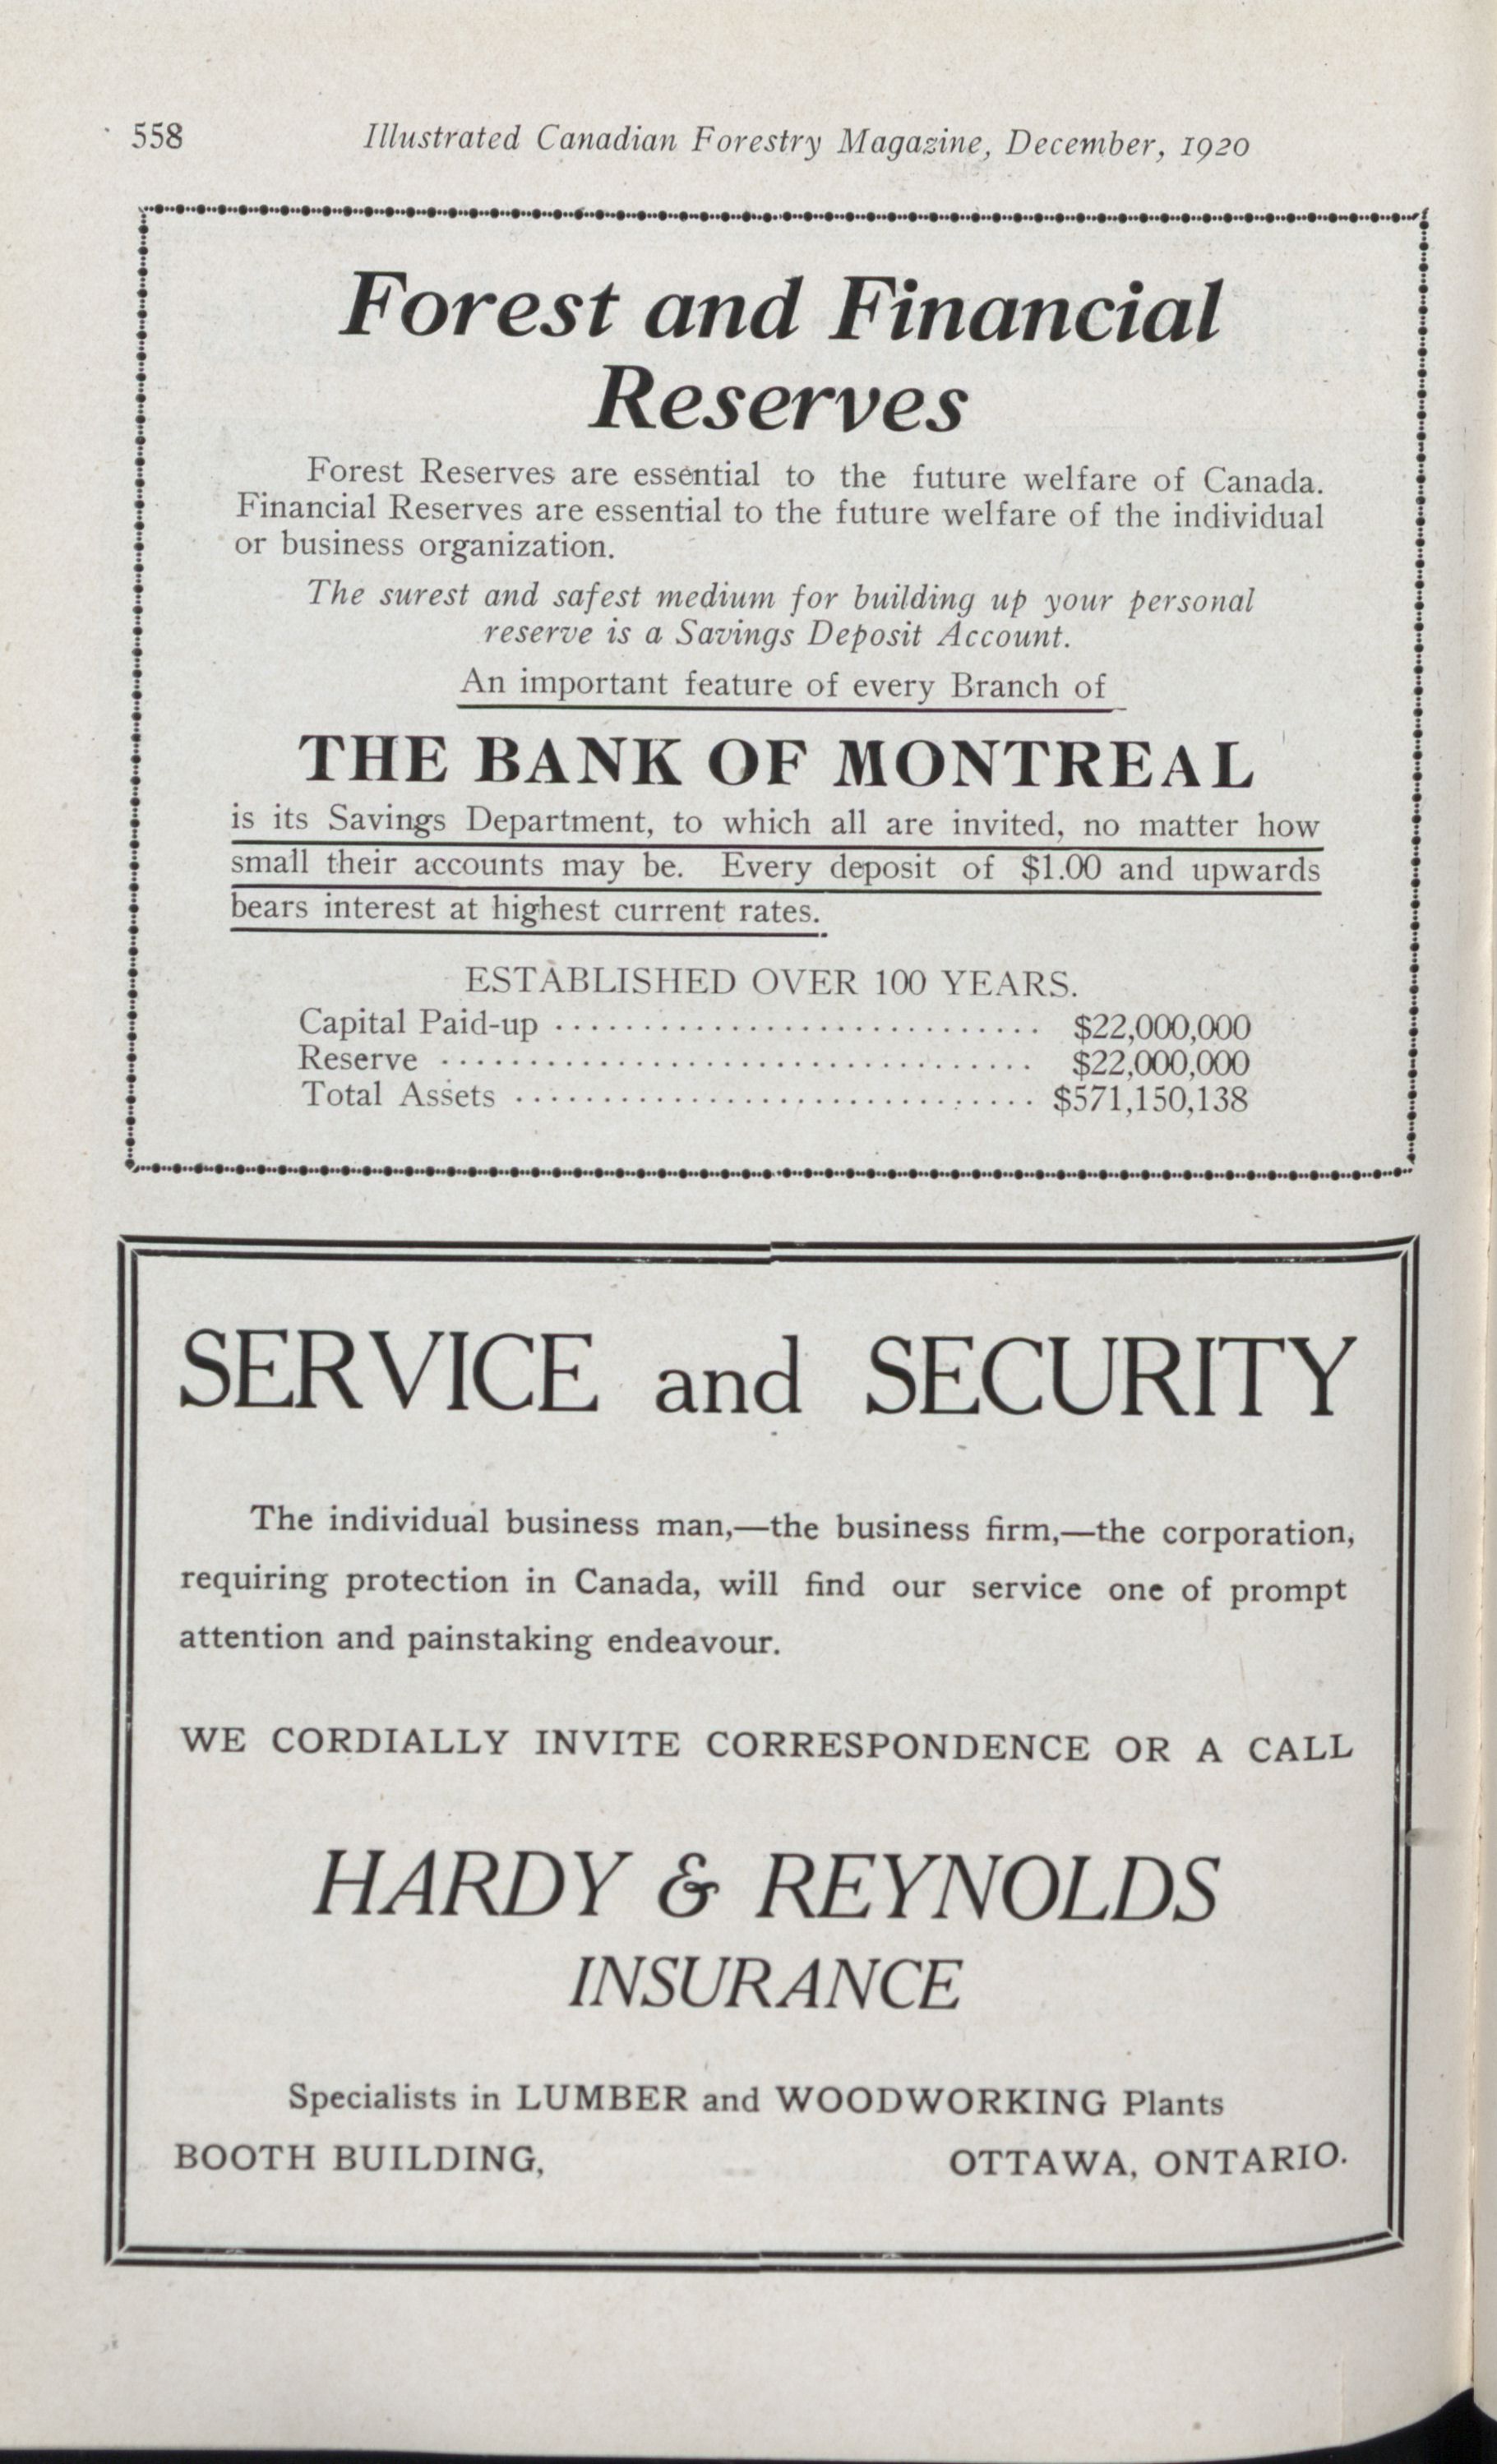 558
Illustrated Canadian Forestry Magazine, December, 1920
Forest and Financial
Reserves
Forest Reserves are essential to the future welfare of Canada.
Financial Reserves are essential to the future welfare of the individual
or business organization.
The surest and safest medium for building up your personal
reserve is a Savings Deposit Account.
An important feature of every Branch of
THE BANK OF MONTREAL
is its Savings Department, to which all are invited, no matter how
small their accounts may be. Every deposit of $1.00 and upwards
bears interest at highest current rates.
ESTABLISHED OVER 100 YEARS.
Capital Paid-up ............................. $22,000,000
Reserve .................................. $22,000,000
Total Assets .............................. $571,150,138
SERVICE and SECURITY
The individual business man,—the business firm,—the corporation,
requiring protection in Canada, will find our service one of prompt
attention and painstaking endeavour.
WE CORDIALLY INVITE CORRESPONDENCE OR A CALL
HARDY & REYNOLDS
INSURANCE
Specialists in LUMBER and WOODWORKING Plants
BOOTH BUILDING, OTTAWA, ONTARIO.